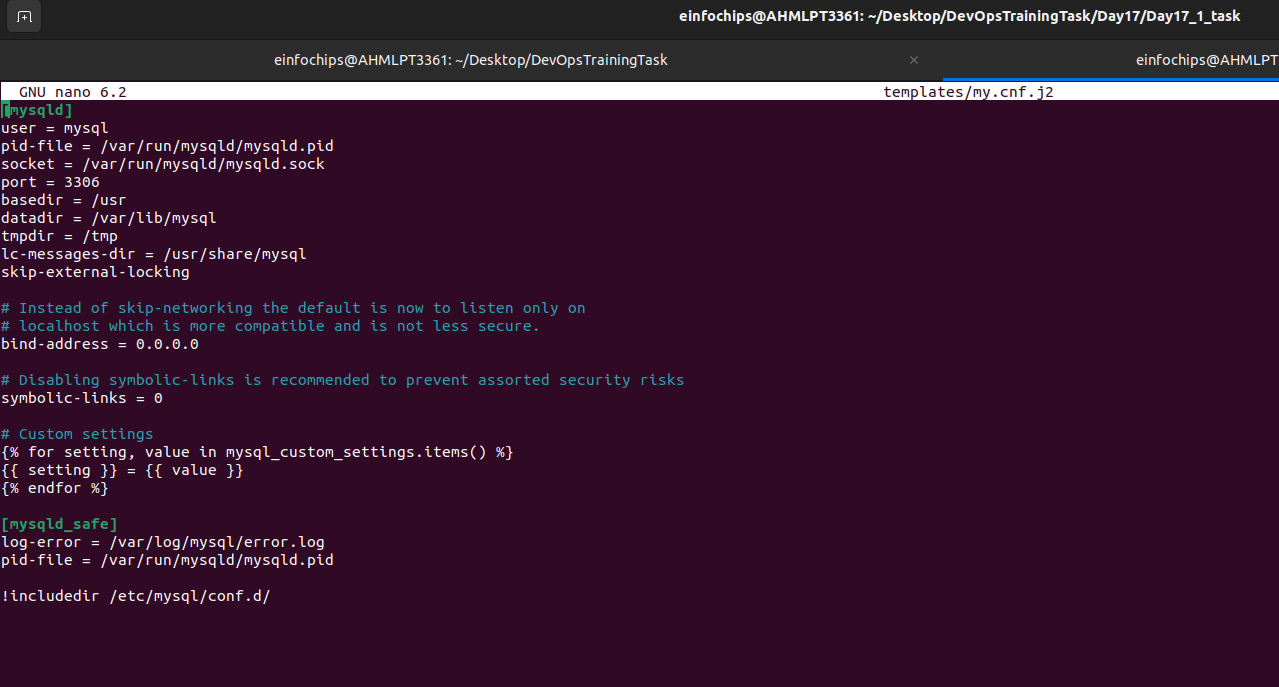 einfochips@AHMLPT3361: ~/Desktop/DevOpsTrainingTask/Day17/Day17_1_task
einfochips@AHMLPT3361: ~/Desktop/DevOpsTrainingTask × einfochips@AHMLPT
GNU nano 6.2 templates/my.cnf.j2
[mysqld]
user = mysql
pid-file = /var/run/mysqld/mysqld.pid
socket = /var/run/mysqld/mysqld.sock
port = 3306
basedir = /usr
datadir = /var/lib/mysql
tmpdir = /tmp
lc-messages-dir = /usr/share/mysql
skip-external-locking
# Instead of skip-networking the default is now to listen only on
# localhost which is more compatible and is not less secure.
bind-address = 0.0.0.0
# Disabling symbolic-links is recommended to prevent assorted security risks
symbolic-links = 0
# Custom settings
{% for setting, value in mysql_custom_settings.items() %}
{{ setting }} = {{ value }}
{% endfor %}
[mysqld_safe]
log-error = /var/log/mysql/error.log
pid-file = /var/run/mysqld/mysqld.pid
!includedir /etc/mysql/conf.d/